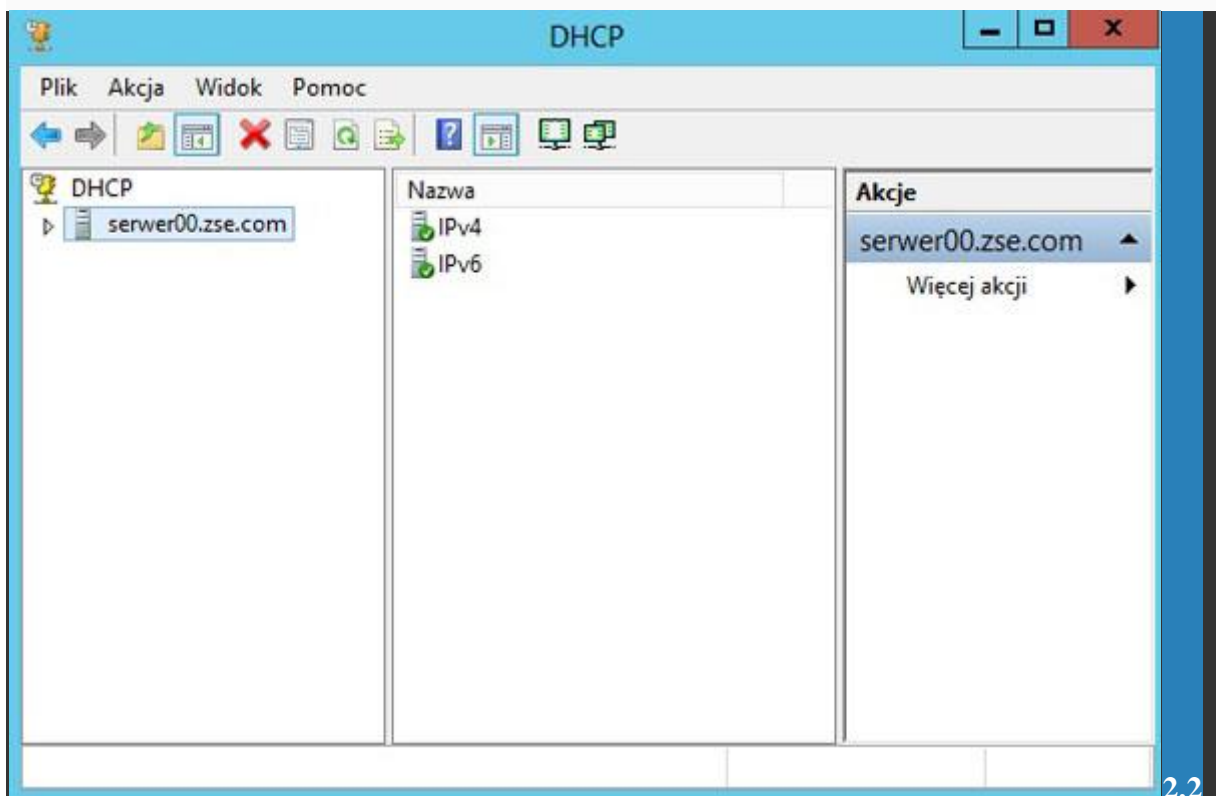 DHCP
Plik Akcja Widok Pomoc
DHCP
serwer00.zse.com
Nazwa
IPv4
IPv6
Akcje
serwer00.zse.com
Więcej akcji
2.2